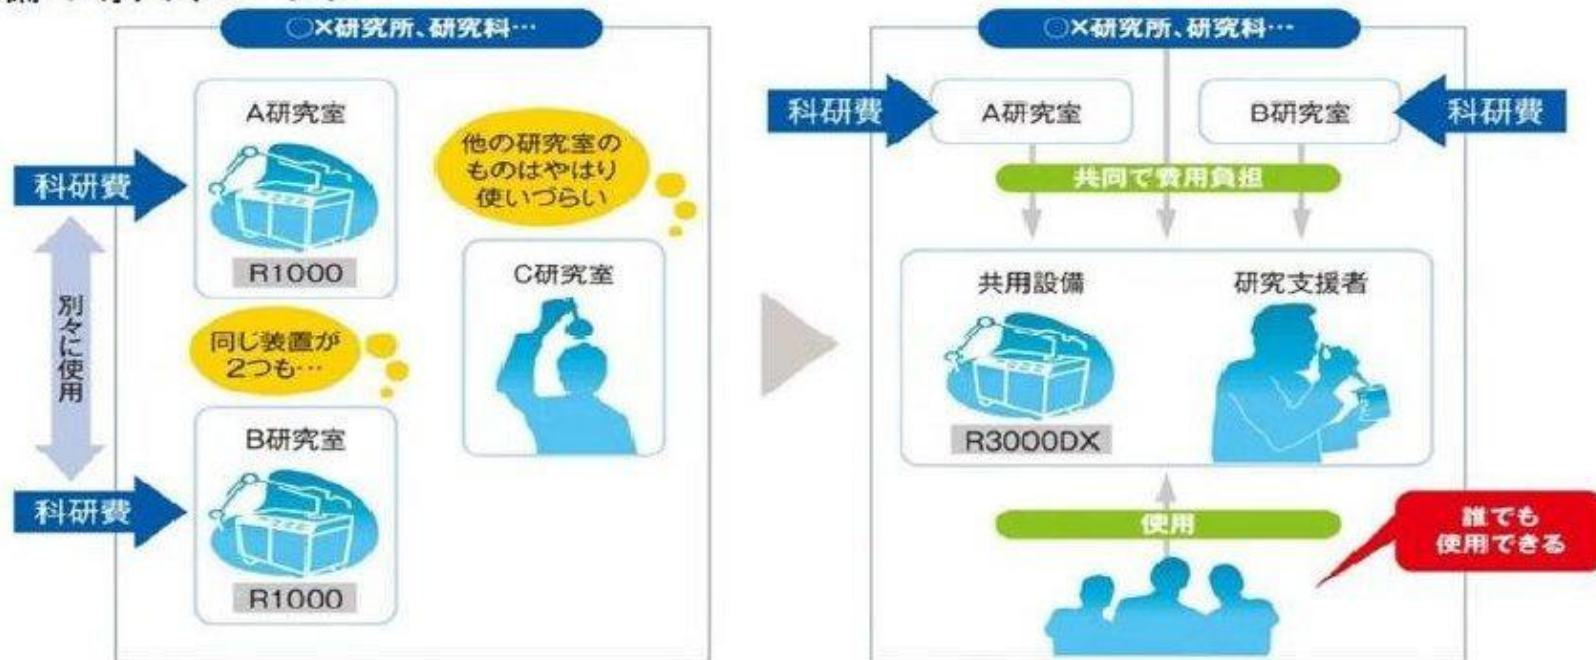 ○×研究所、研究科…
A研究室
科研費
R1000
他の研究室の
ものはやはり
使いづらい
C研究室
別々に使用
同じ装置が
2つも…
B研究室
科研費
R1000
○×研究所、研究科…
科研費
A研究室
B研究室
科研費
共同で費用負担
共用設備
研究支援者
R3000DX
使用
誰でも
使用できる